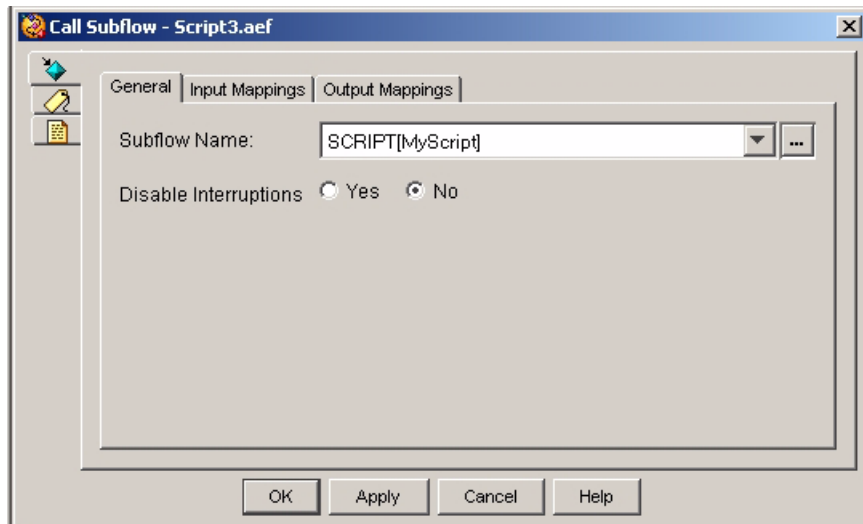 Call Subflow - Script3.aef
General Input Mappings Output Mappings
Subflow Name: SCRIPT[MyScript] ...
Disable Interruptions Yes No
OK Apply Cancel Help